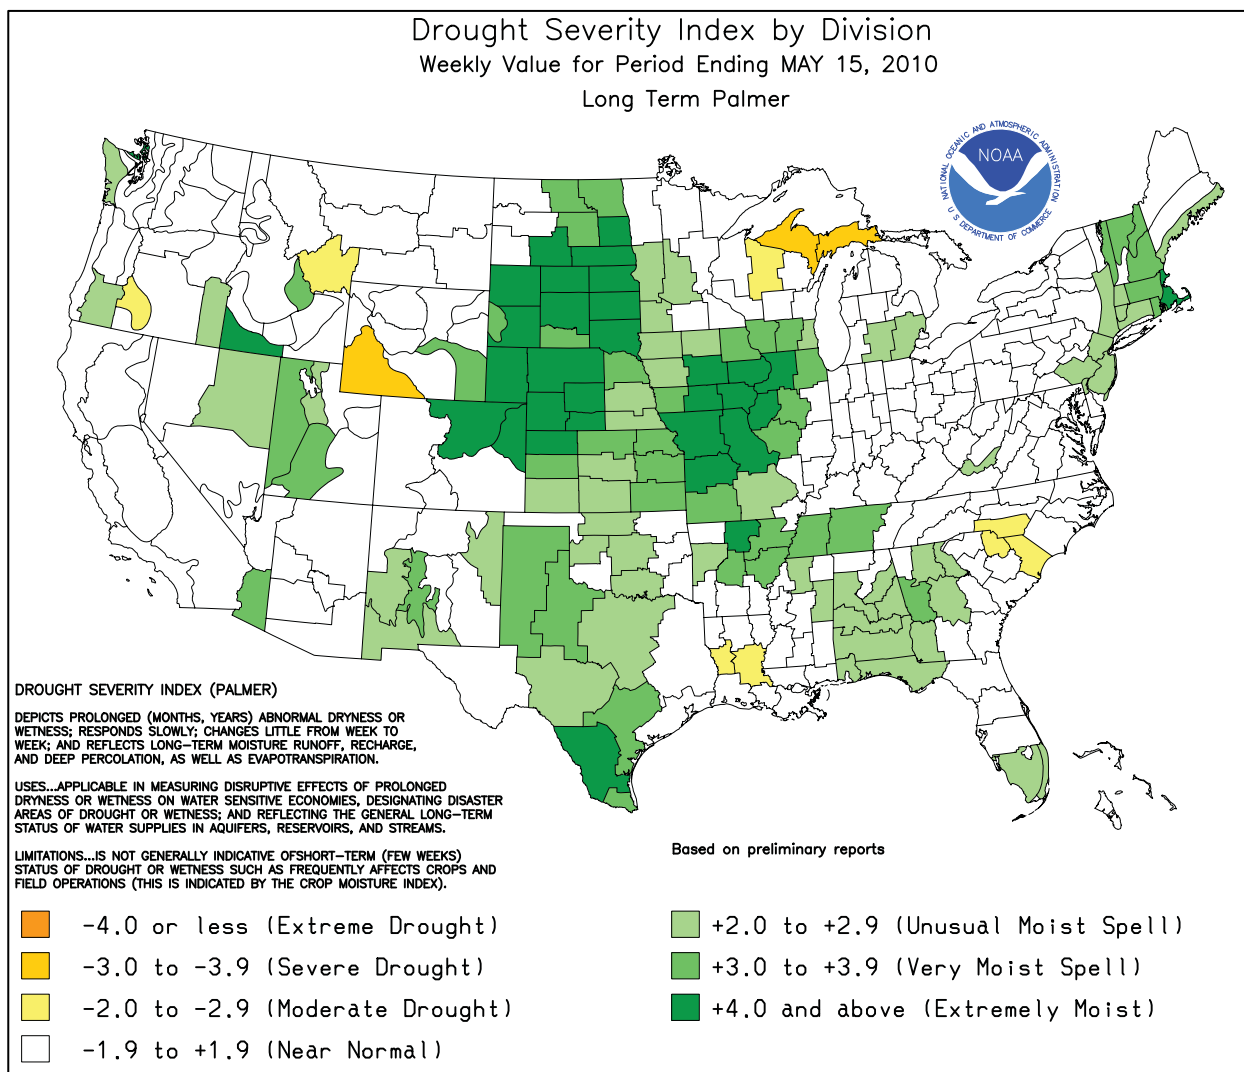 Drought Severity Index by Division
Weekly Value for Period Ending MAY 15, 2010
Long Term Palmer
NATIONAL OCEANIC AND ATMOSPHERIC ADMINISTRATION
NOAA
U S DEPARTMENT OF COMMERCE
DROUGHT SEVERITY INDEX (PALMER)
DEPICTS PROLONGED (MONTHS, YEARS) ABNORMAL DRYNESS OR
WETNESS; RESPONDS SLOWLY; CHANGES LITTLE FROM WEEK TO
WEEK; AND REFLECTS LONG-TERM MOISTURE RUNOFF, RECHARGE,
AND DEEP PERCOLATION, AS WELL AS EVAPOTRANSPIRATION.
USES...APPLICABLE IN MEASURING DISRUPTIVE EFFECTS OF PROLONGED
DRYNESS OR WETNESS ON WATER SENSITIVE ECONOMIES, DESIGNATING DISASTER
AREAS OF DROUGHT OR WETNESS; AND REFLECTING THE GENERAL LONG-TERM
STATUS OF WATER SUPPLIES IN AQUIFERS, RESERVOIRS, AND STREAMS.
LIMITATIONS...IS NOT GENERALLY INDICATIVE OFSHORT-TERM (FEW WEEKS)
STATUS OF DROUGHT OR WETNESS SUCH AS FREQUENTLY AFFECTS CROPS AND
FIELD OPERATIONS (THIS IS INDICATED BY THE CROP MOISTURE INDEX).
Based on preliminary reports
-4.0 or less (Extreme Drought)
-3.0 to -3.9 (Severe Drought)
-2.0 to -2.9 (Moderate Drought)
-1.9 to +1.9 (Near Normal)
+2.0 to +2.9 (Unusual Moist Spell)
+3.0 to +3.9 (Very Moist Spell)
+4.0 and above (Extremely Moist)